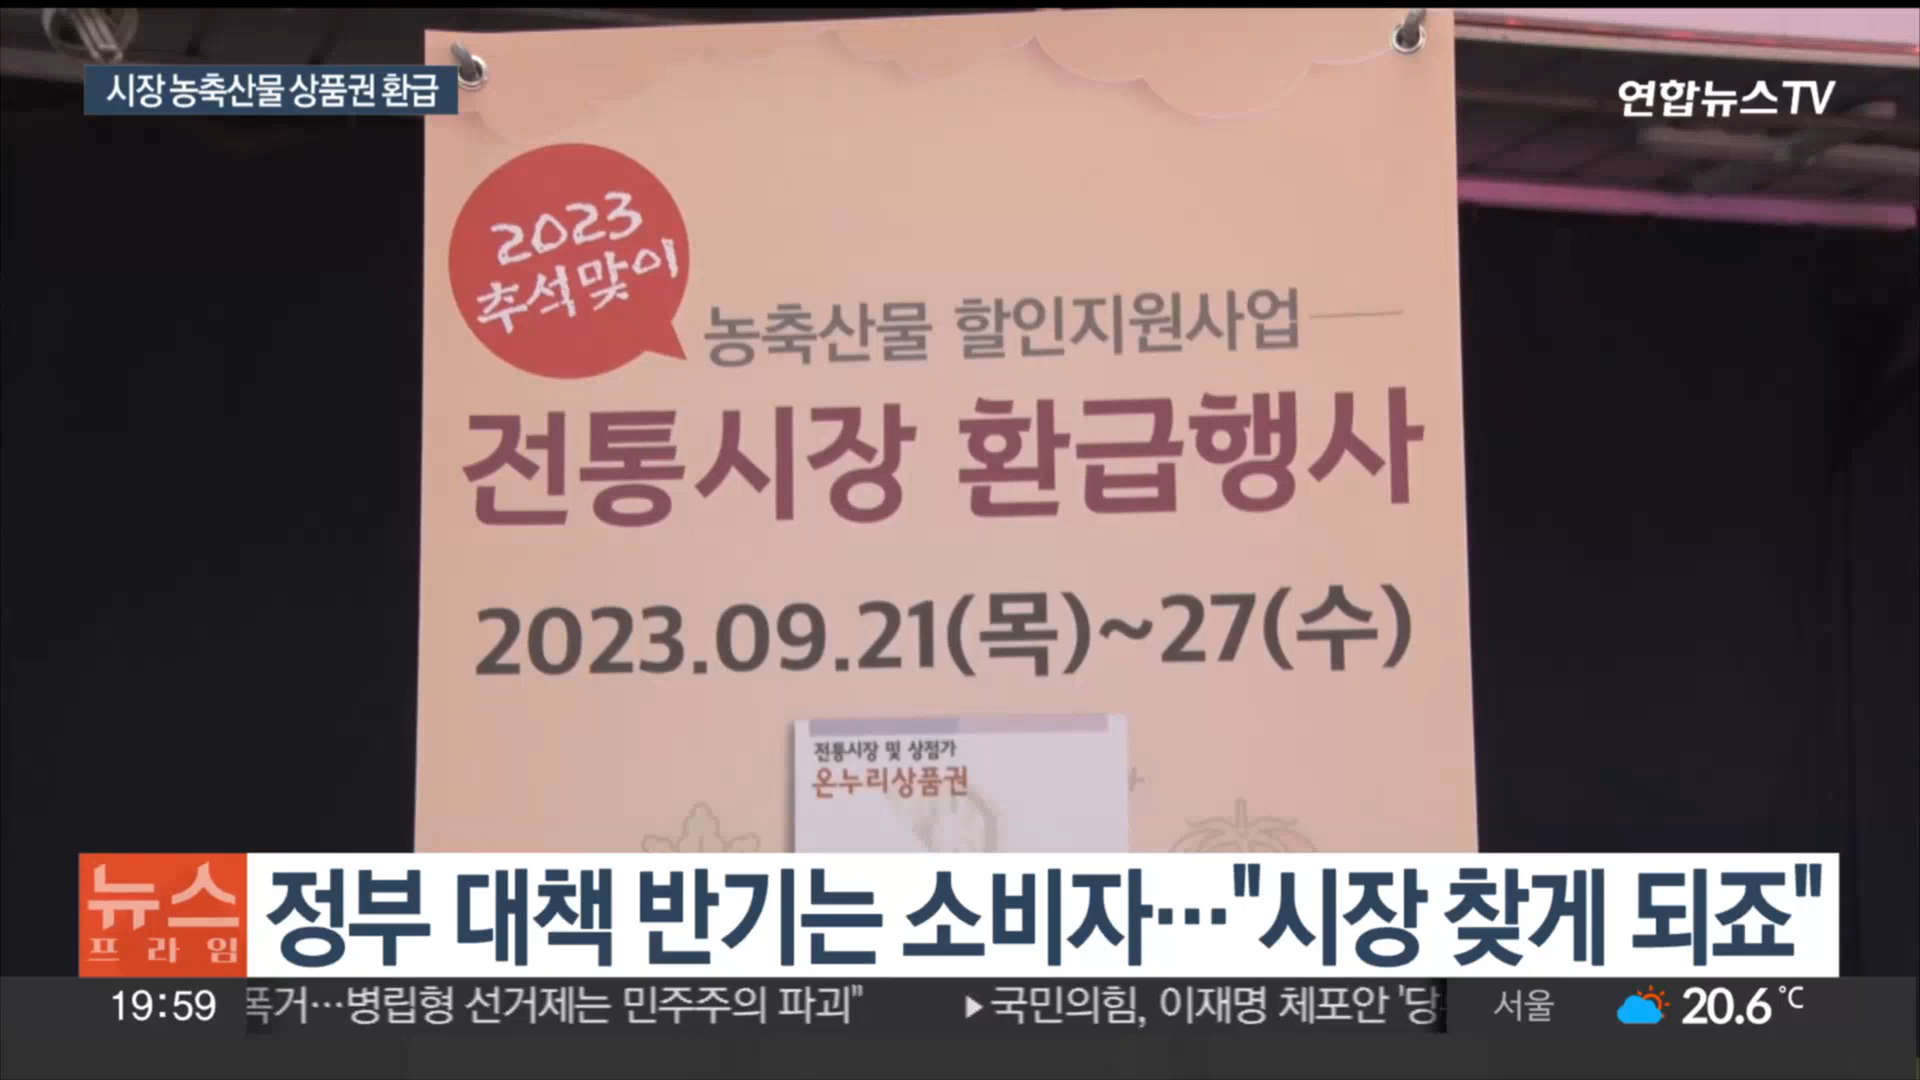 시장 농축산물 상품권 환급
연합뉴스TV
2023
추석맞이
농축산물 할인지원사업
전통시장 환급행사
2023.09.21(목)~27(수)
전통시장 및 상점가
온누리상품권
뉴스
프라임
정부 대책 반기는 소비자…"시장 찾게 되죠"
19:59
폭거…병립형 선거제는 민주주의 파괴”
▶국민의힘, 이재명 체포안 '당
서울
20.6℃